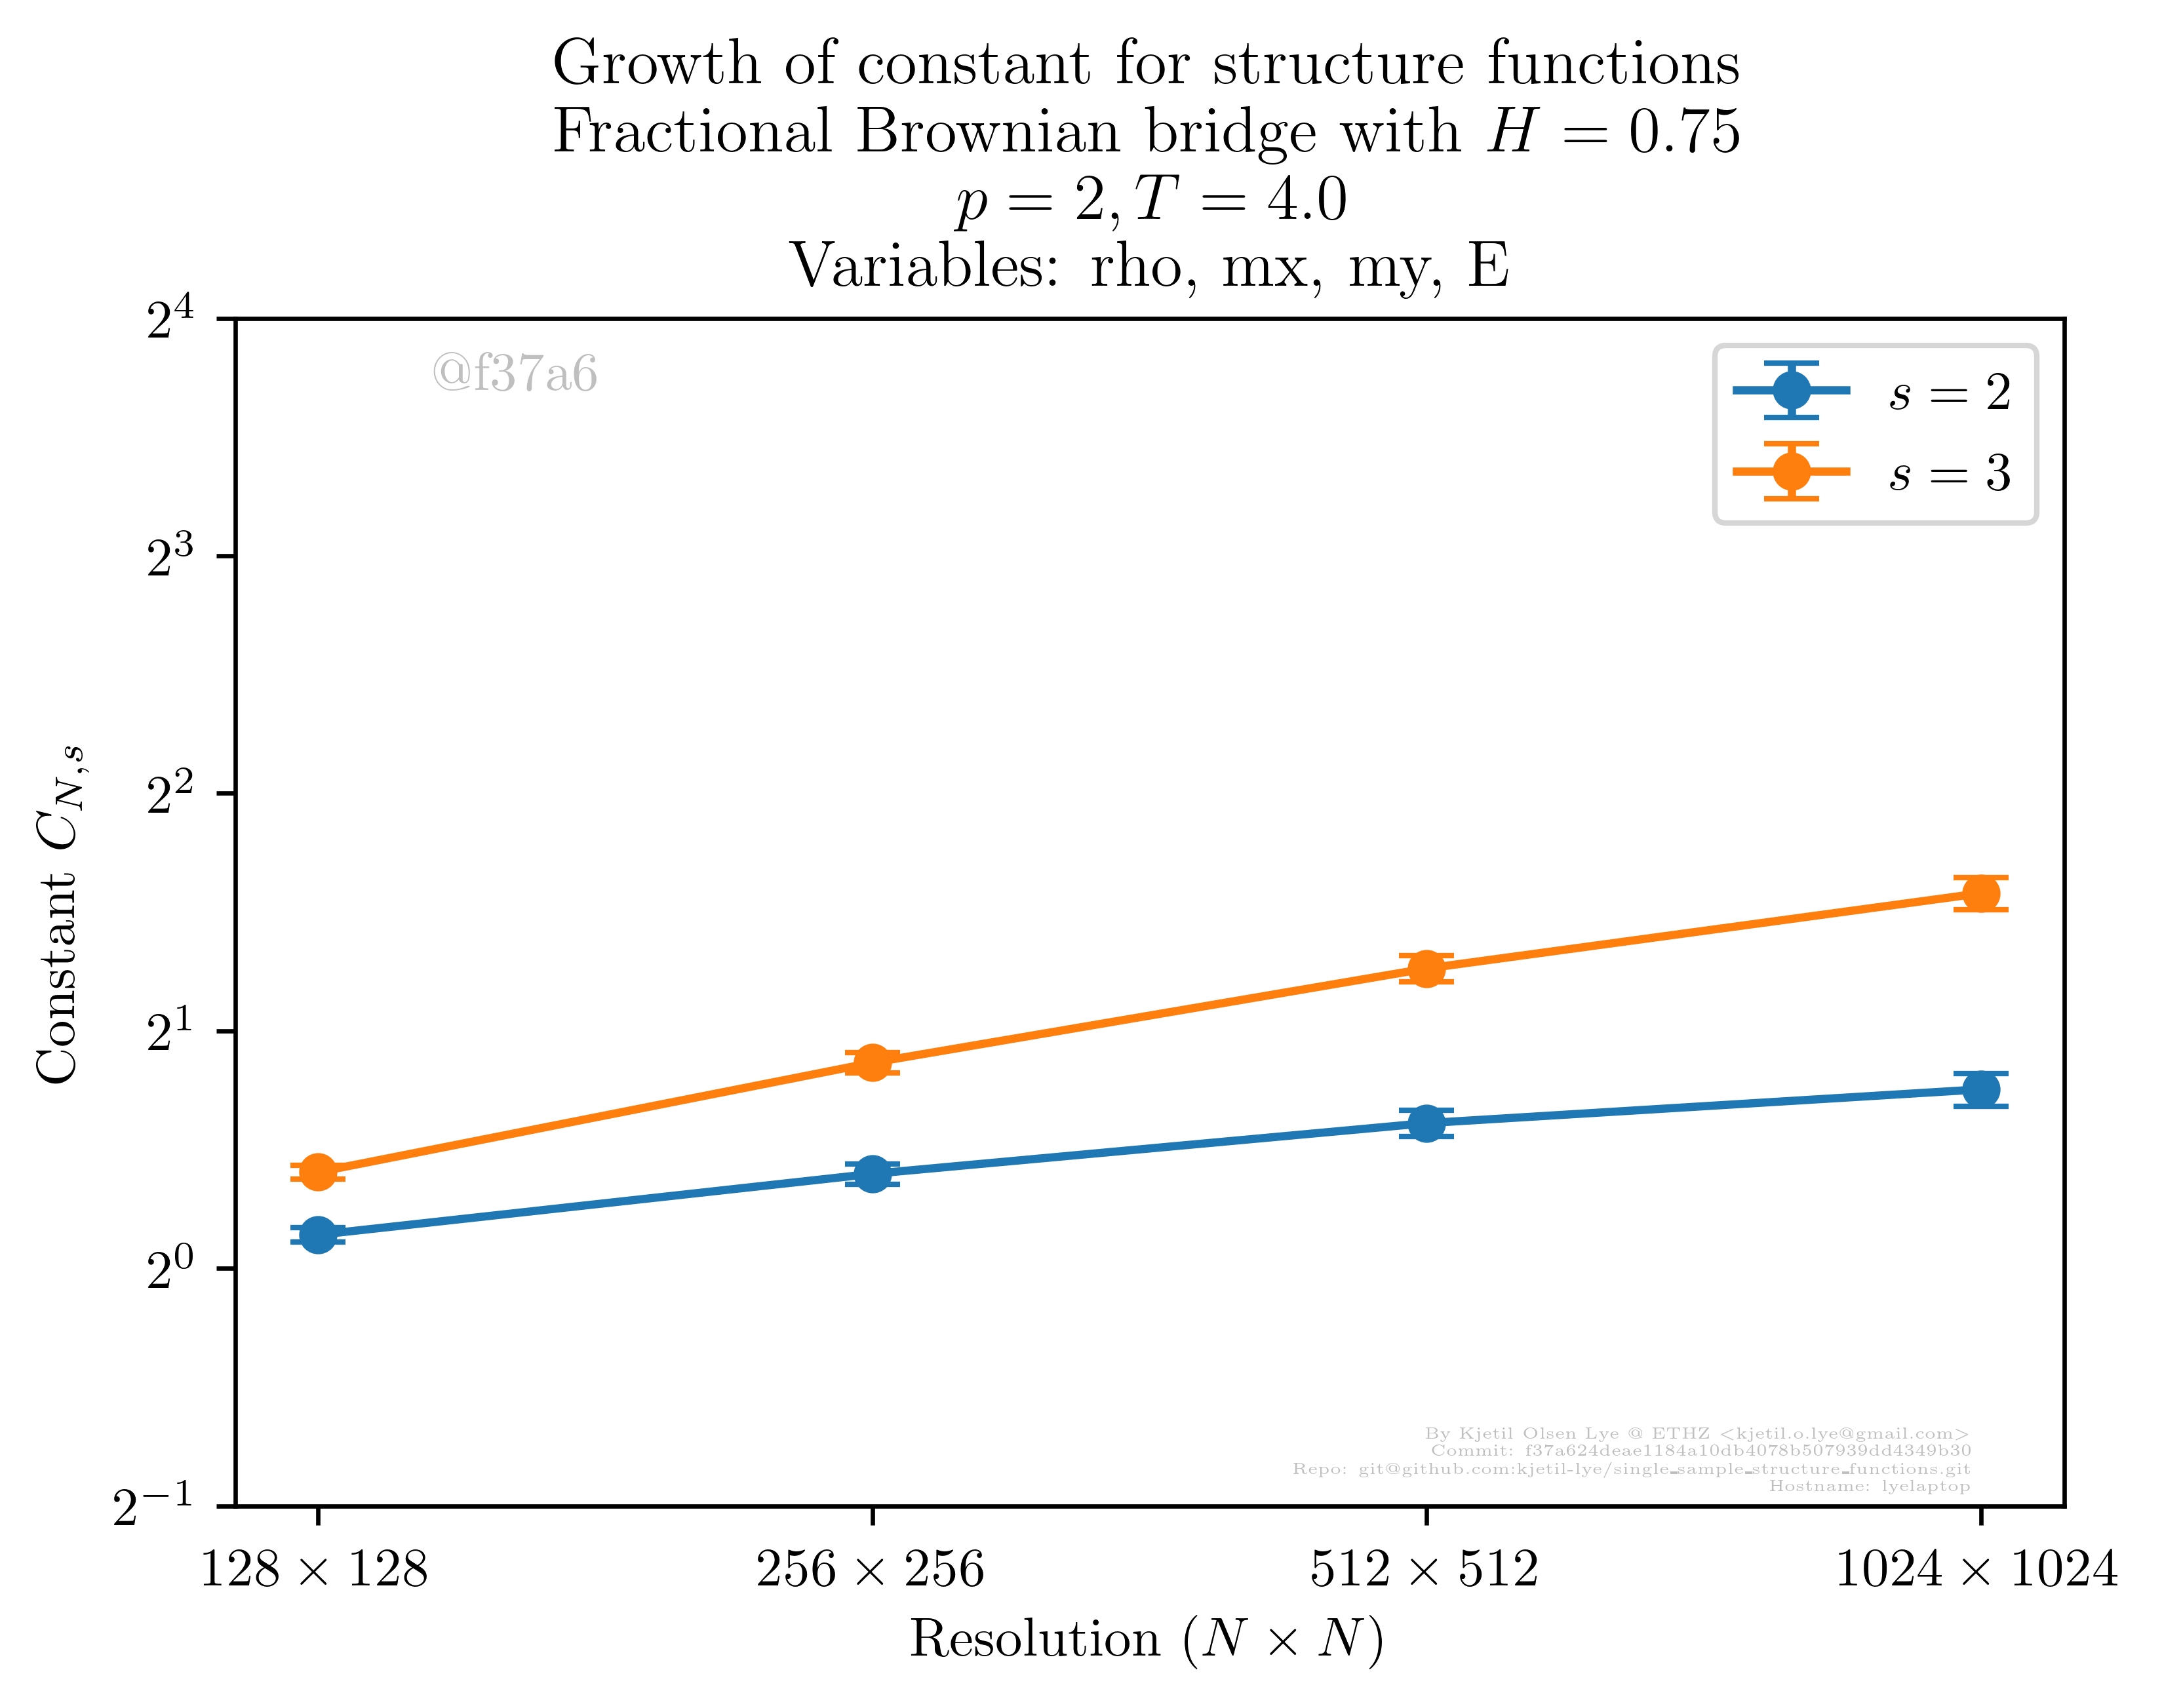 Growth of constant for structure functions
Fractional Brownian bridge with H = 0.75
p = 2, T = 4.0
Variables: rho, mx, my, E
2^4
@f37a6
s = 2
s = 3
2^3
2^2
2^1
2^0
2^−1
Constant C_{N,s}
By Kjetil Olsen Lye @ ETHZ <kjetil.o.lye@gmail.com>
Commit: f37a624deae1184a10db4078b507939dd4349b30
Repo: git@github.com:kjetil-lye/single_sample_structure_functions.git
Hostname: lyelaptop
128 × 128
256 × 256
512 × 512
1024 × 1024
Resolution (N × N)